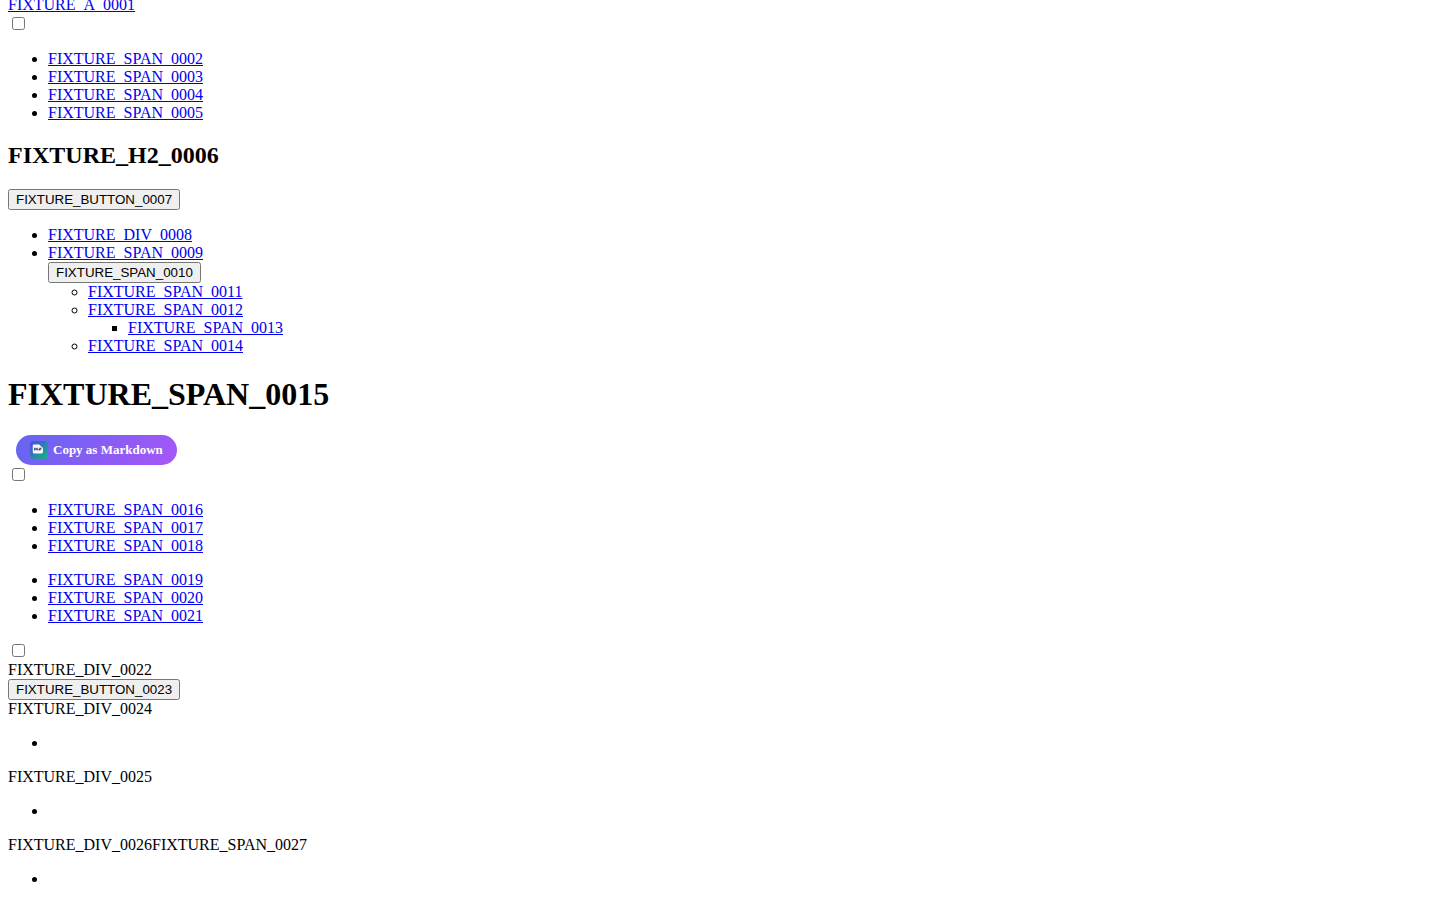 FIXTURE_A_0001
FIXTURE_SPAN_0002
FIXTURE_SPAN_0003
FIXTURE_SPAN_0004
FIXTURE_SPAN_0005
FIXTURE_H2_0006
FIXTURE_BUTTON_0007
FIXTURE_DIV_0008
FIXTURE_SPAN_0009
FIXTURE_SPAN_0010
FIXTURE_SPAN_0011
FIXTURE_SPAN_0012
FIXTURE_SPAN_0013
FIXTURE_SPAN_0014
FIXTURE_SPAN_0015
Copy as Markdown
FIXTURE_SPAN_0016
FIXTURE_SPAN_0017
FIXTURE_SPAN_0018
FIXTURE_SPAN_0019
FIXTURE_SPAN_0020
FIXTURE_SPAN_0021
FIXTURE_DIV_0022
FIXTURE_BUTTON_0023
FIXTURE_DIV_0024
FIXTURE_DIV_0025
FIXTURE_DIV_0026FIXTURE_SPAN_0027